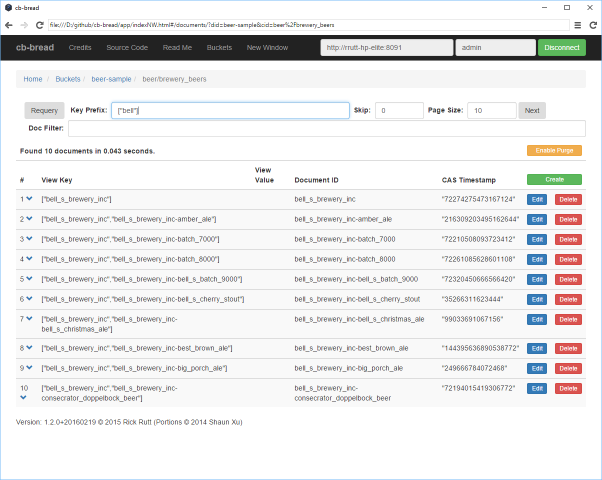 cb-bread
file:///D:/github/cb-bread/app/indexNW.html#/documents/?did=beer-sample&cid=beer%2Fbrewery_beers
cb-bread Credits Source Code Read Me Buckets New Window http://rrutt-hp-elite:8091 admin Disconnect
Home / Buckets / beer-sample / beer/brewery_beers
Requery Key Prefix: ["bell"] Skip: 0 Page Size: 10 Next
Doc Filter:
Found 10 documents in 0.043 seconds. Enable Purge
# View Key View Value Document ID CAS Timestamp Create
1 ["bell_s_brewery_inc"] bell_s_brewery_inc "72274275473167124" Edit Delete
2 ["bell_s_brewery_inc","bell_s_brewery_inc-amber_ale"] bell_s_brewery_inc-amber_ale "216309203495162644" Edit Delete
3 ["bell_s_brewery_inc","bell_s_brewery_inc-batch_7000"] bell_s_brewery_inc-batch_7000 "72210508093723412" Edit Delete
4 ["bell_s_brewery_inc","bell_s_brewery_inc-batch_8000"] bell_s_brewery_inc-batch_8000 "72261085628601108" Edit Delete
5 ["bell_s_brewery_inc","bell_s_brewery_inc-bell_s_batch_9000"] bell_s_brewery_inc-bell_s_batch_9000 "72320450666566420" Edit Delete
6 ["bell_s_brewery_inc","bell_s_brewery_inc-bell_s_cherry_stout"] bell_s_brewery_inc-bell_s_cherry_stout "35266311623444" Edit Delete
7 ["bell_s_brewery_inc","bell_s_brewery_inc- bell_s_brewery_inc-bell_s_christmas_ale "99033691067156" Edit Delete
bell_s_christmas_ale"]
8 ["bell_s_brewery_inc","bell_s_brewery_inc-best_brown_ale"] bell_s_brewery_inc-best_brown_ale "144395636890538772" Edit Delete
9 ["bell_s_brewery_inc","bell_s_brewery_inc-big_porch_ale"] bell_s_brewery_inc-big_porch_ale "249666784072468" Edit Delete
10 ["bell_s_brewery_inc","bell_s_brewery_inc- bell_s_brewery_inc- "72194015419306772" Edit Delete
consecrator_doppelbock_beer"] consecrator_doppelbock_beer
Version: 1.2.0+20160219 © 2015 Rick Rutt (Portions © 2014 Shaun Xu)